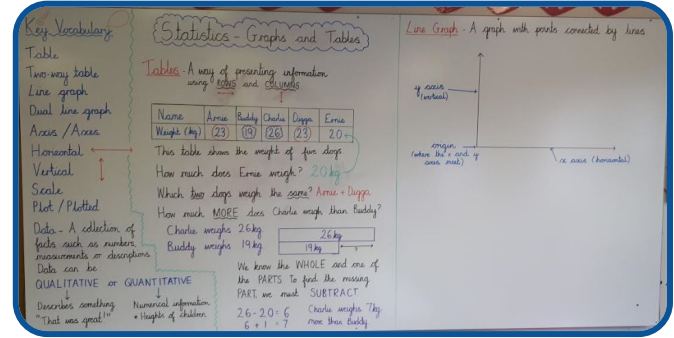 Key Vocabulary
Table
Two-way table
Line graph
Dual line graph
Axis / Axes
Horizontal
Vertical
Scale
Plot / Plotted
Data - A collection of
facts such as numbers,
measurements or descriptions.
Data can be
QUALITATIVE or QUANTITATIVE
Describes something
"That was great!"
Numerical information
+ Heights of children
Statistics - Graphs and Tables
Tables - A way of presenting information
using ROWS and COLUMNS
Name Arnie Buddy Charlie Digga Ernie
Weight (kg) 23 19 26 23 20
This table shows the weight of five dogs.
How much does Ernie weigh? 20kg
Which two dogs weigh the same? Arnie + Digga
How much MORE does Charlie weigh than Buddy?
Charlie weighs 26kg.
Buddy weighs 19kg.
26kg
19kg ?
We know the WHOLE and one of
the PARTS. To find the missing
PART, we must SUBTRACT.
26-20=6
6+1=7
Charlie weighs 7kg
more than Buddy.
Line Graph - A graph with points connected by lines
y axis
(vertical)
origin
(where the x and y
axis meet)
x axis (horizontal)